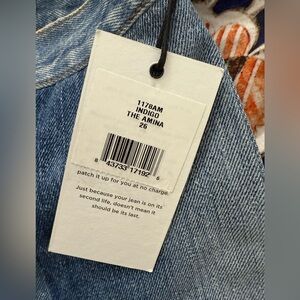 1178AM
INDIGO
THE AMINA
26
8 43733 17192 6
patch it up for you at no charge.
Just because your jean is on its
second life, doesn't mean it
should be its last.